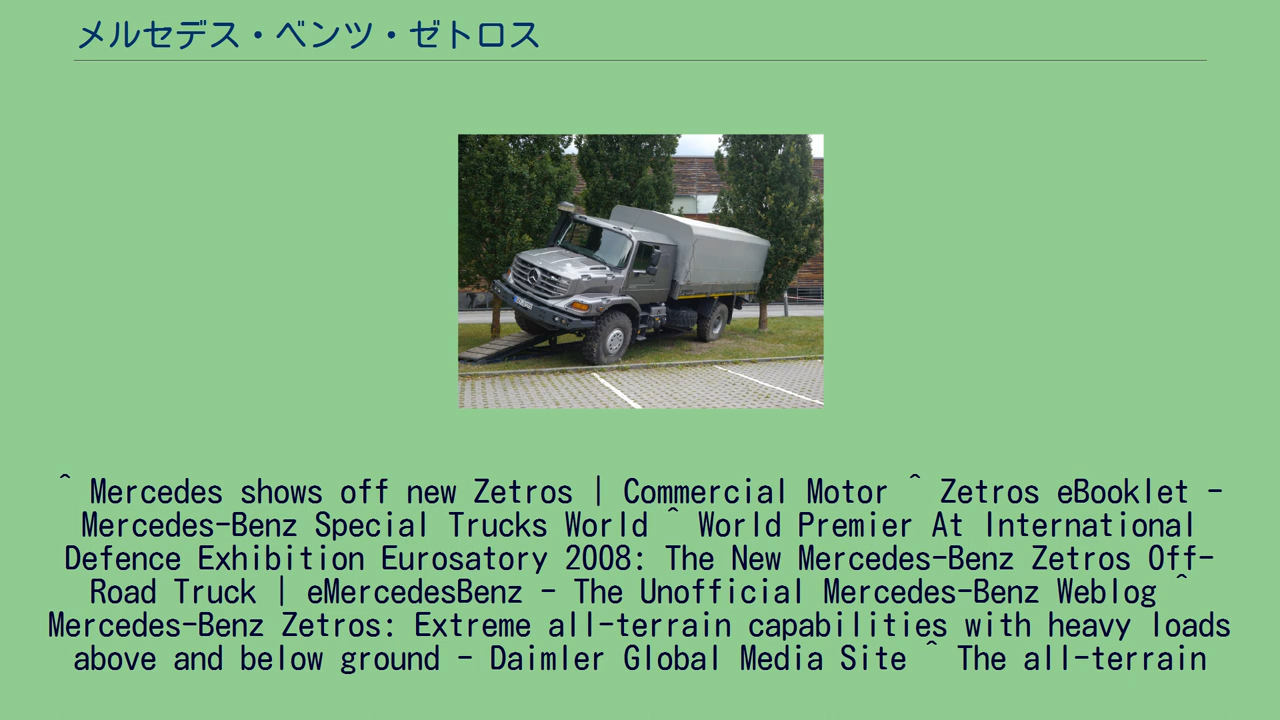 メルセデス・ベンツ・ゼトロス
^ Mercedes shows off new Zetros | Commercial Motor ^ Zetros eBooklet -
Mercedes-Benz Special Trucks World ^ World Premier At International
Defence Exhibition Eurosatory 2008: The New Mercedes-Benz Zetros Off-
Road Truck | eMercedesBenz - The Unofficial Mercedes-Benz Weblog ^
Mercedes-Benz Zetros: Extreme all-terrain capabilities with heavy loads
above and below ground - Daimler Global Media Site ^ The all-terrain